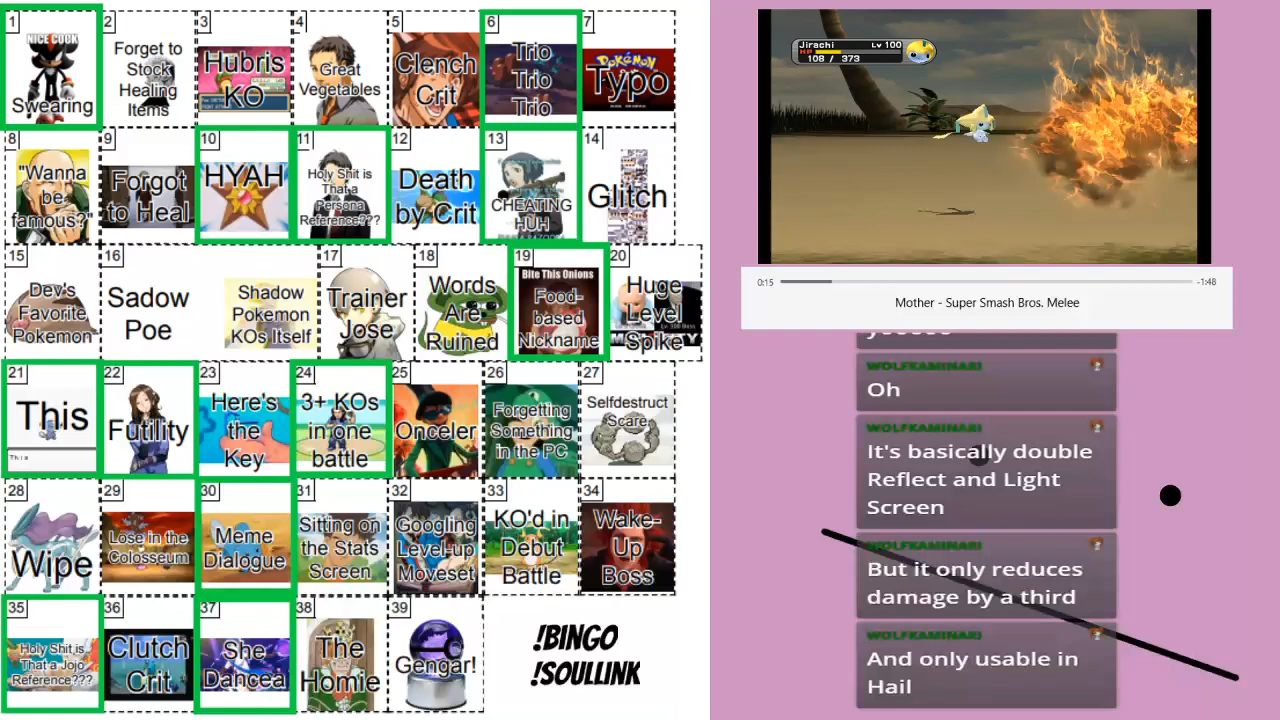 1
NICE COCK
Swearing
2
Forget to
Stock
Healing
Items
3
Hubris
KO
4
Great
Vegetables
5
Clench
Crit
6
Trio
Trio
Trio
7
POKéMON
Typo
8
"Wanna
be
famous?"
9
Forgot
to Heal
10
HYAH
11
Holy Shit is
That a
Persona
Reference???
12
Death
by Crit
13
CHEATING
HUH
14
Glitch
15
Dev's
Favorite
Pokemon
16
Sadow
Poe
Shadow
Pokemon
KOs Itself
17
Trainer
Jose
18
Words
Are
Ruined
19
Bite This Onions
Food-
based
Nickname
20
Huge
Level
Spike
21
This
This
22
Futility
23
Here's
the
Key
24
3+ KOs
in one
battle
25
Onceler
26
Forgetting
Something
in the PC
27
Selfdestruct
Scare
28
Wipe
29
Lose in the
Colosseum
30
Meme
Dialogue
31
Sitting on
the Stats
Screen
32
Googling
Level-up
Moveset
33
KO'd in
Debut
Battle
34
Wake-
Up
Boss
35
Holy Shit is
That a Jojo
Reference???
36
Clutch
Crit
37
She
Dancea
38
The
Homie
39
Gengar!
!BINGO
!SOULLINK
Jirachi Lv 100
HP
108 / 373
0:15 -1:48
Mother - Super Smash Bros. Melee
WOLFKAMINARI
Oh
WOLFKAMINARI
It's basically double
Reflect and Light
Screen
WOLFKAMINARI
But it only reduces
damage by a third
WOLFKAMINARI
And only usable in
Hail